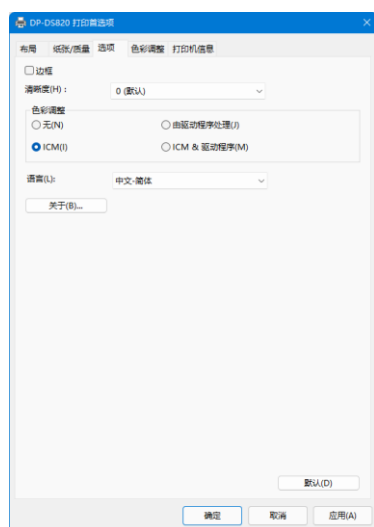 DP-DS820 打印首选项
布局 纸张/质量 选项 色彩调整 打印机信息
边框
清晰度(H)： 0 (默认)
色彩调整
无(N) 由驱动程序处理(J)
ICM(I) ICM & 驱动程序(M)
语言(L): 中文-简体
关于(B)...
默认(D)
确定 取消 应用(A)